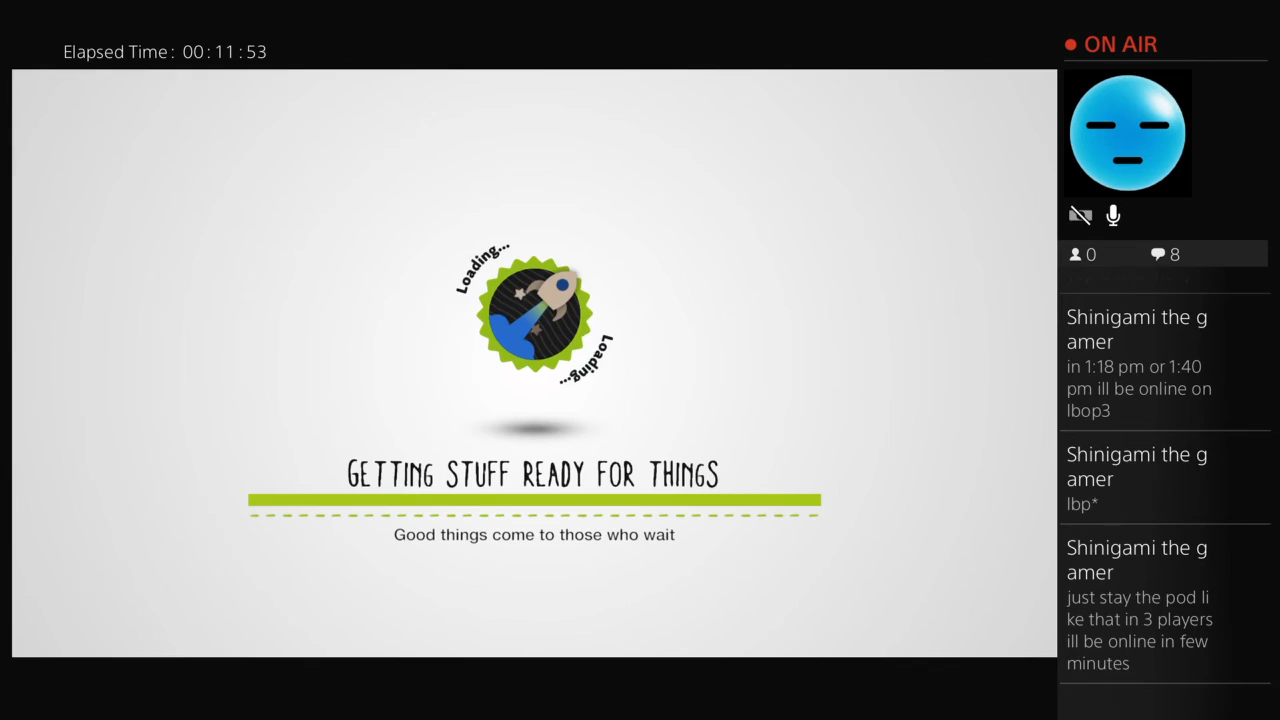 Elapsed Time: 00:11:53
ON AIR
0 8
Loading...
Loading...
GETTING STUFF READY FOR THINGS
Good things come to those who wait
Shinigami the g
amer
in 1:18 pm or 1:40
pm ill be online on
lbop3
Shinigami the g
amer
lbp*
Shinigami the g
amer
just stay the pod li
ke that in 3 players
ill be online in few
minutes